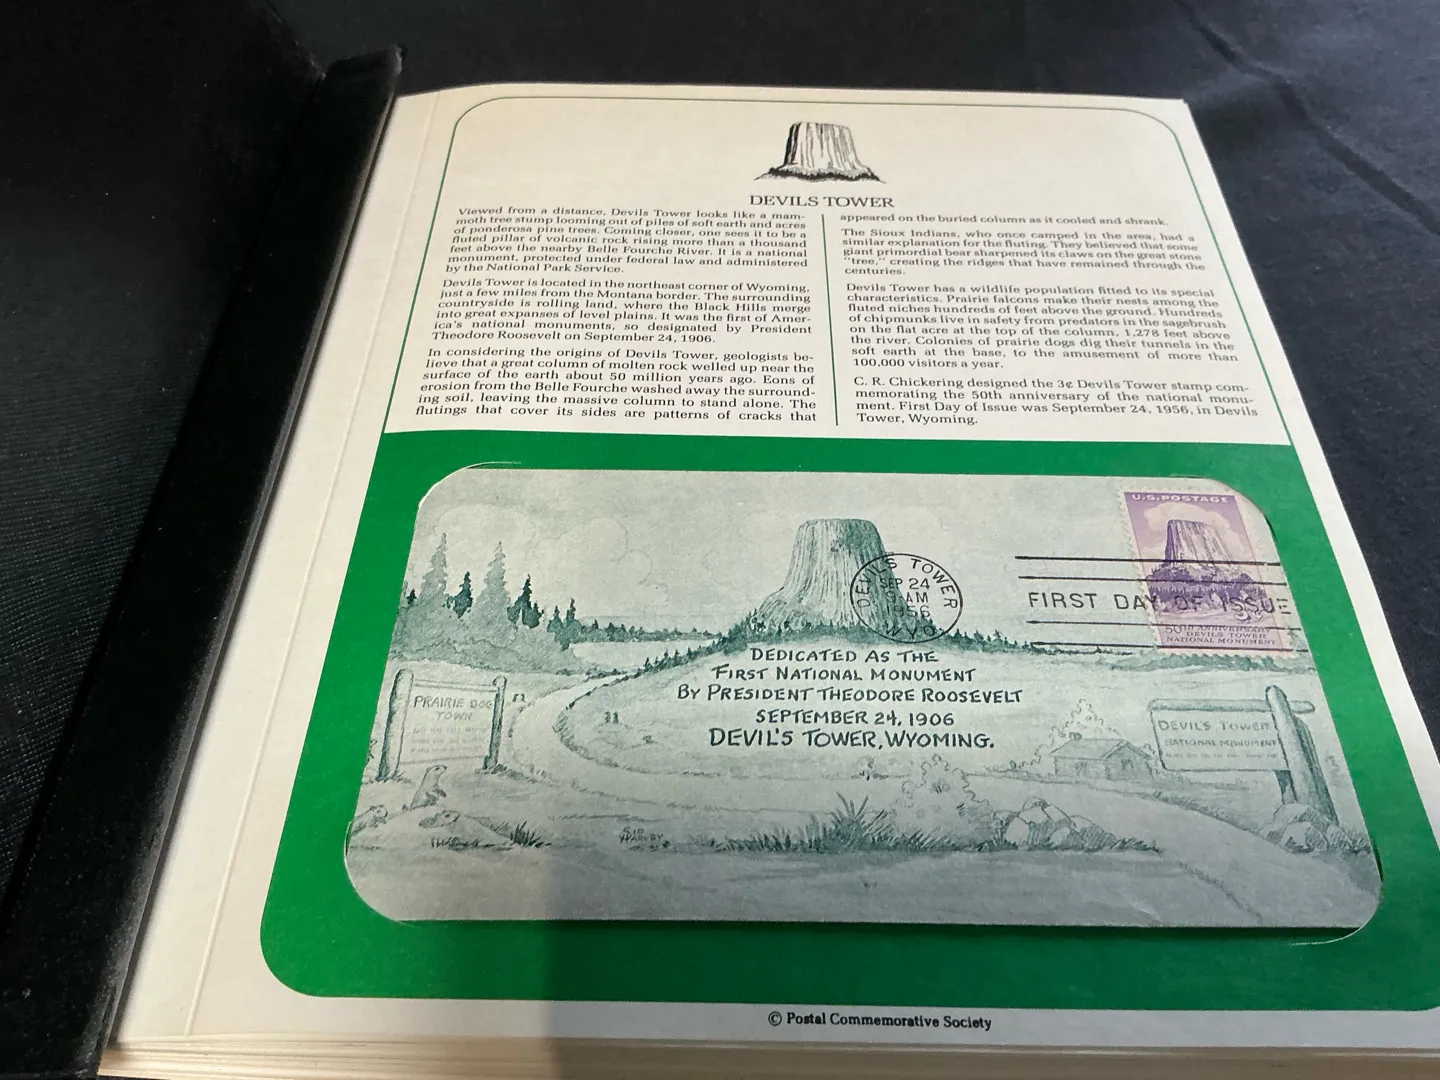 DEVILS TOWER
Viewed from a distance, Devils Tower looks like a mam-
moth tree stump looming out of piles of soft earth and acres
of ponderosa pine trees. Coming closer, one sees it to be a
fluted pillar of volcanic rock rising more than a thousand
feet above the nearby Belle Fourche River. It is a national
monument, protected under federal law and administered
by the National Park Service.
Devils Tower is located in the northeast corner of Wyoming,
just a few miles from the Montana border. The surrounding
countryside is rolling land, where the Black Hills merge
into great expanses of level plains. It was the first of Amer-
ica's national monuments, so designated by President
Theodore Roosevelt on September 24, 1906.
In considering the origins of Devils Tower, geologists be-
lieve that a great column of molten rock welled up near the
surface of the earth about 50 million years ago. Eons of
erosion from the Belle Fourche washed away the surround-
ing soil, leaving the massive column to stand alone. The
flutings that cover its sides are patterns of cracks that
appeared on the buried column as it cooled and shrank.
The Sioux Indians, who once camped in the area, had a
similar explanation for the fluting. They believed that some
giant primordial bear sharpened its claws on the great stone
"tree," creating the ridges that have remained through the
centuries.
Devils Tower has a wildlife population fitted to its special
characteristics. Prairie falcons make their nests among the
fluted niches hundreds of feet above the ground. Hundreds
of chipmunks live in safety from predators in the sagebrush
on the flat acre at the top of the column, 1,278 feet above
the river. Colonies of prairie dogs dig their tunnels in the
soft earth at the base, to the amusement of more than
100,000 visitors a year.
C. R. Chickering designed the 3¢ Devils Tower stamp com-
memorating the 50th anniversary of the national monu-
ment. First Day of Issue was September 24, 1956, in Devils
Tower, Wyoming.
U.S. POSTAGE
3¢
50TH ANNIVERSARY
DEVILS TOWER
NATIONAL MONUMENT
DEVILS TOWER
SEP 24
9 AM
1956
WYO.
FIRST DAY OF ISSUE
DEDICATED AS THE
FIRST NATIONAL MONUMENT
BY PRESIDENT THEODORE ROOSEVELT
SEPTEMBER 24, 1906
DEVIL'S TOWER, WYOMING.
PRAIRIE DOG
TOWN
DEVIL'S TOWER
NATIONAL MONUMENT
© Postal Commemorative Society